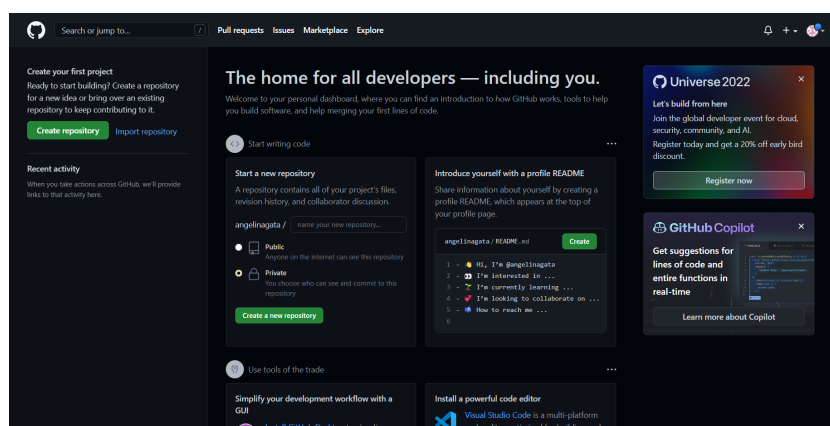 Search or jump to...
/
Pull requests Issues Marketplace Explore
Create your first project
Ready to start building? Create a repository
for a new idea or bring over an existing
repository to keep contributing to it.
Create repository
Import repository
Recent activity
When you take actions across GitHub, we'll provide
links to that activity here.
The home for all developers — including you.
Welcome to your personal dashboard, where you can find an introduction to how GitHub works, tools to help
you build software, and help merging your first lines of
code.
Start writing code
Start a new repository
A repository contains all of your project's files,
revision history, and collaborator discussion.
angelinagata / name your new repository...
Public
Anyone on the internet can see this repository
Private
You choose who can see and commit to this
repository
Create a new repository
Introduce yourself with a profile README
Share information about yourself by creating a
profile README, which appears at the top of
your profile page.
angelinagata/README.md
Create
1 - 👋 Hi, I'm @angelinagata
2 - 👀 I'm interested in ...
3 - 🌱 I'm currently learning ...
4 - 💞️ I'm looking to collaborate on ...
5 - 📫 How to reach me ...
6
Use tools of the trade
Simplify your development workflow with a
GUI
Install a powerful code editor
Visual Studio Code is a multi-platform
Universe2022
Let's build from here
Join the global developer event for cloud,
security, community, and AI.
Register today and get a 20% off early bird
discount.
Register now
GitHub Copilot
Get suggestions for
lines of code and
entire functions in
real-time
Learn more about Copilot